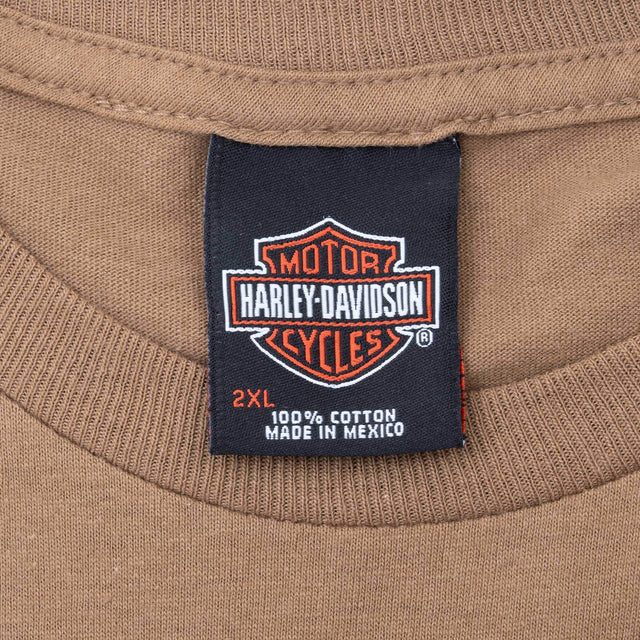 MOTOR
HARLEY-DAVIDSON
®
CYCLES
2XL
100% COTTON
MADE IN MEXICO